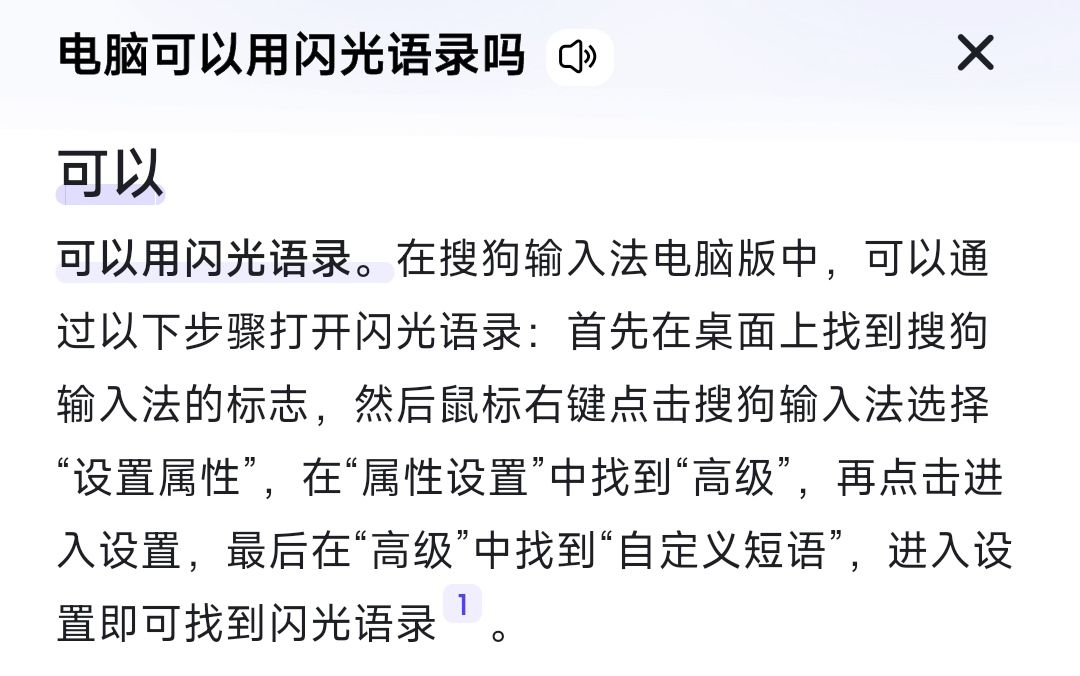 电脑可以用闪光语录吗
可以
可以用闪光语录。在搜狗输入法电脑版中，可以通
过以下步骤打开闪光语录：首先在桌面上找到搜狗
输入法的标志，然后鼠标右键点击搜狗输入法选择
“设置属性”，在“属性设置”中找到“高级”，再点击进
入设置，最后在“高级”中找到“自定义短语”，进入设
置即可找到闪光语录1。